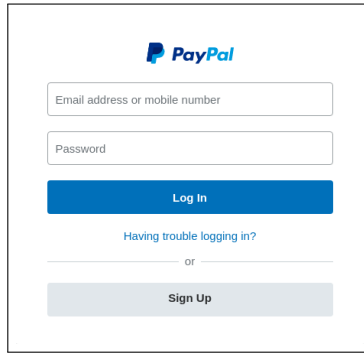 PayPal
Email address or mobile number
Password
Log In
Having trouble logging in?
or
Sign Up